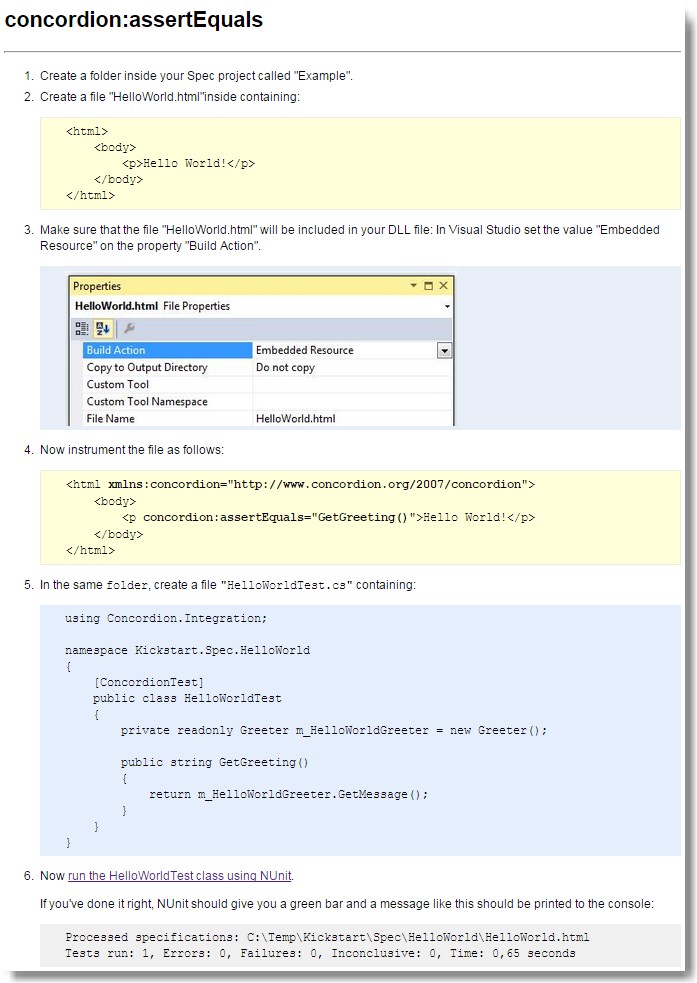 concordion:assertEquals
1. Create a folder inside your Spec project called "Example".
2. Create a file "HelloWorld.html"inside containing:
<html>
<body>
<p>Hello World!</p>
</body>
</html>
3. Make sure that the file "HelloWorld.html" will be included in your DLL file: In Visual Studio set the value "Embedded
Resource" on the property "Build Action".
Properties
HelloWorld.html File Properties
Build Action Embedded Resource
Copy to Output Directory Do not copy
Custom Tool
Custom Tool Namespace
File Name HelloWorld.html
4. Now instrument the file as follows:
<html xmlns:concordion="http://www.concordion.org/2007/concordion">
<body>
<p concordion:assertEquals="GetGreeting()">Hello World!</p>
</body>
</html>
5. In the same folder, create a file "HelloWorldTest.cs" containing:
using Concordion.Integration;
namespace Kickstart.Spec.HelloWorld
{
[ConcordionTest]
public class HelloWorldTest
{
private readonly Greeter m_HelloWorldGreeter = new Greeter();
public string GetGreeting()
{
return m_HelloWorldGreeter.GetMessage();
}
}
}
6. Now run the HelloWorldTest class using NUnit.
If you've done it right, NUnit should give you a green bar and a message like this should be printed to the console:
Processed specifications: C:\Temp\Kickstart\Spec\HelloWorld\HelloWorld.html
Tests run: 1, Errors: 0, Failures: 0, Inconclusive: 0, Time: 0,65 seconds